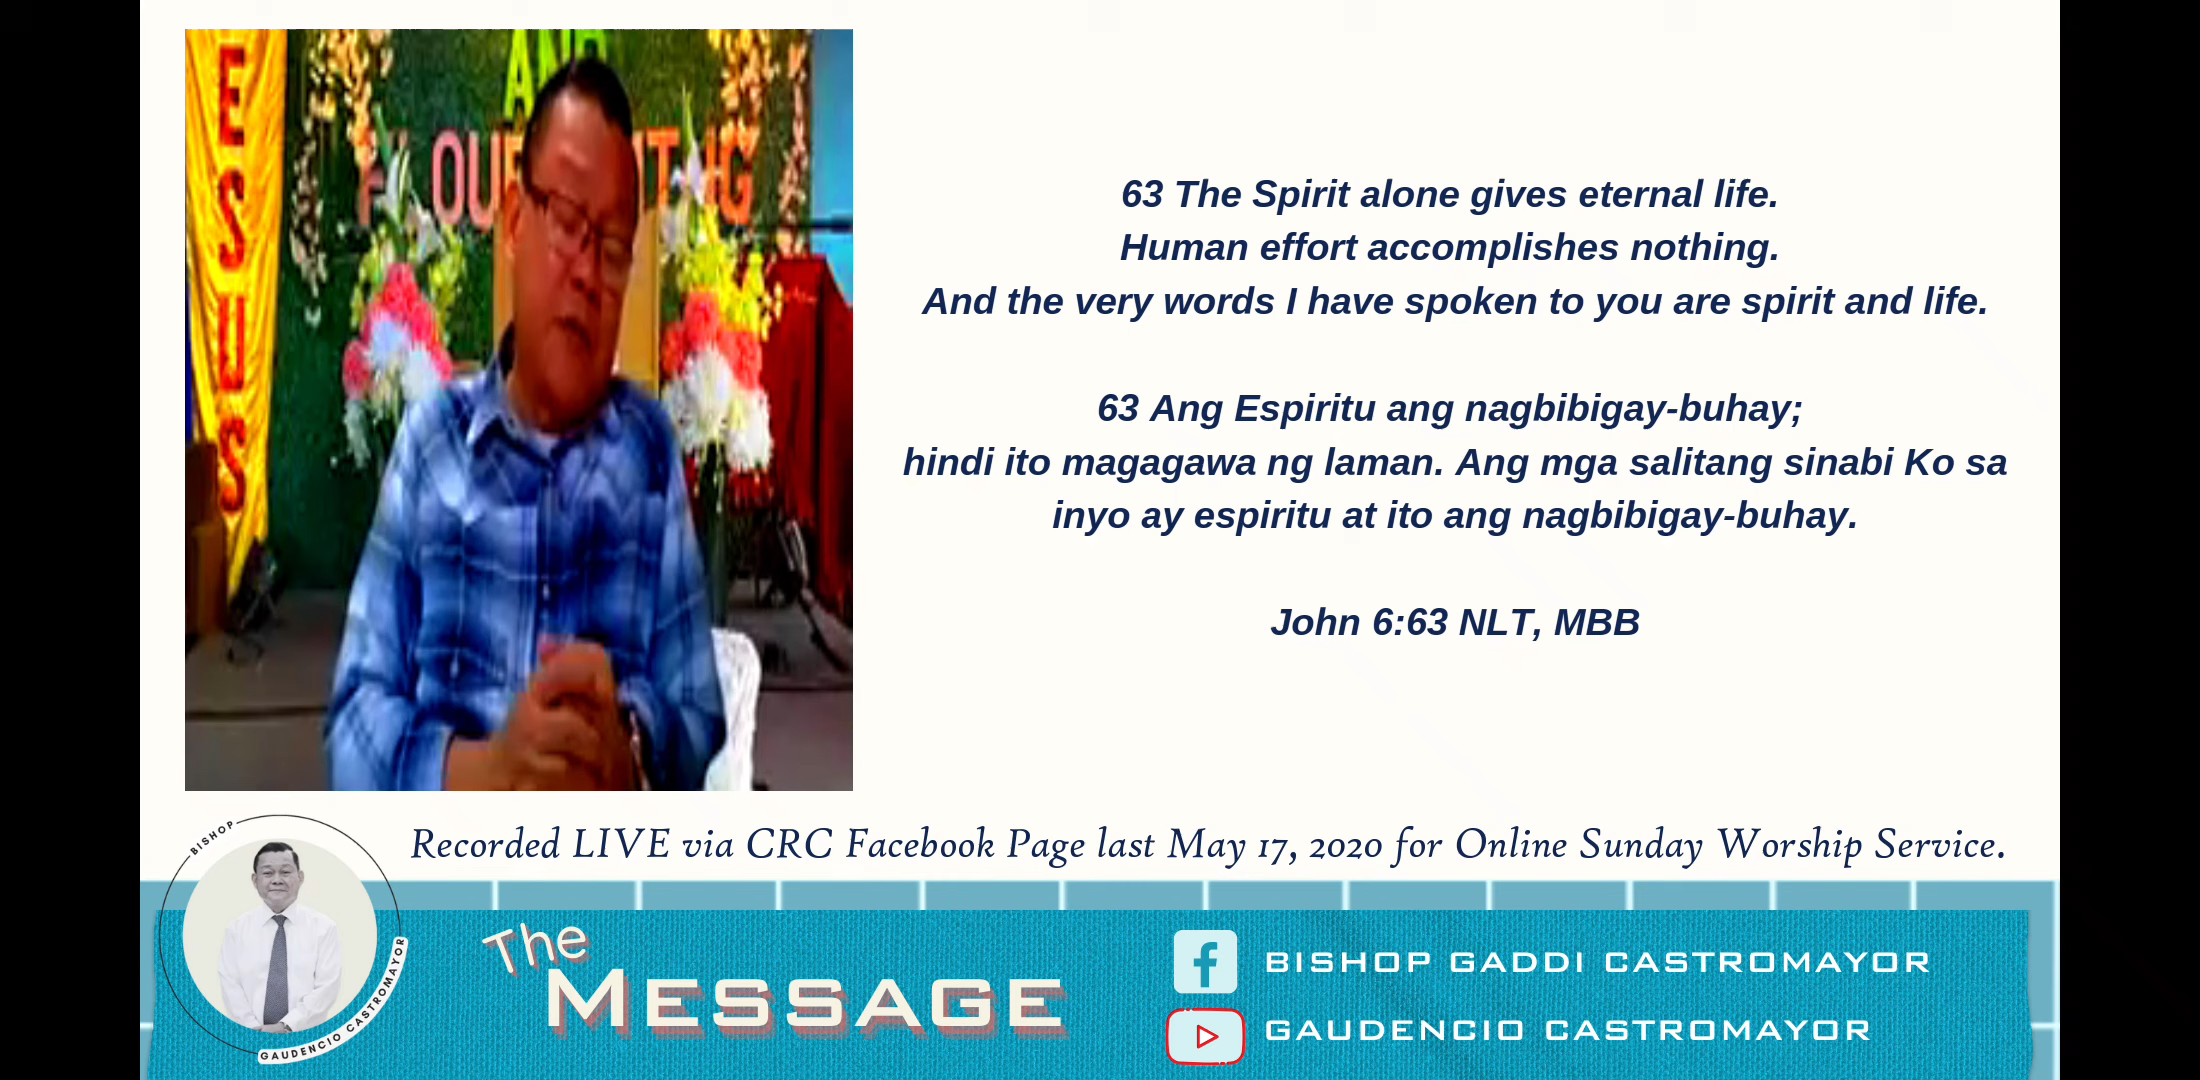 ESUS
AND
OU
NG
63 The Spirit alone gives eternal life.
Human effort accomplishes nothing.
And the very words I have spoken to you are spirit and life.
63 Ang Espiritu ang nagbibigay-buhay;
hindi ito magagawa ng laman. Ang mga salitang sinabi Ko sa
inyo ay espiritu at ito ang nagbibigay-buhay.
John 6:63 NLT, MBB
Recorded LIVE via CRC Facebook Page last May 17, 2020 for Online Sunday Worship Service.
BISHOP
GAUDENCIO CASTROMAYOR
The
MESSAGE
BISHOP GADDI CASTROMAYOR
GAUDENCIO CASTROMAYOR